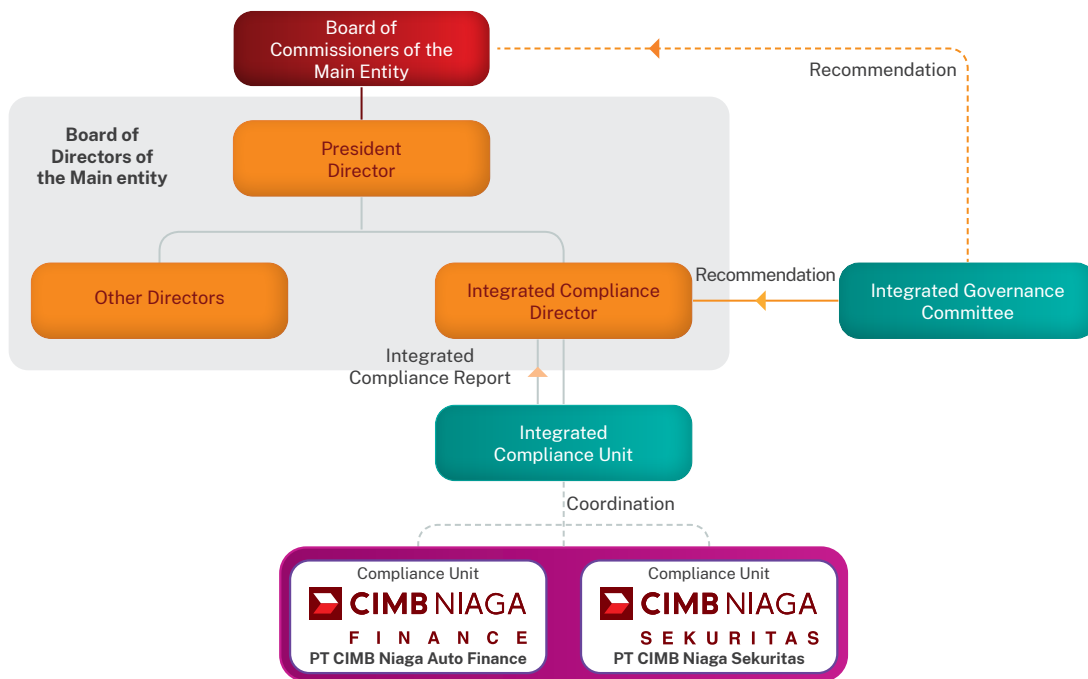 Board of
Commissioners of the
Main Entity
Recommendation
Board of
Directors of
the Main entity
President
Director
Other Directors
Integrated Compliance
Director
Recommendation
Integrated Governance
Committee
Integrated
Compliance Report
Integrated
Compliance Unit
Coordination
Compliance Unit
CIMB NIAGA
FINANCE
PT CIMB Niaga Auto Finance
Compliance Unit
CIMB NIAGA
SEKURITAS
PT CIMB Niaga Sekuritas